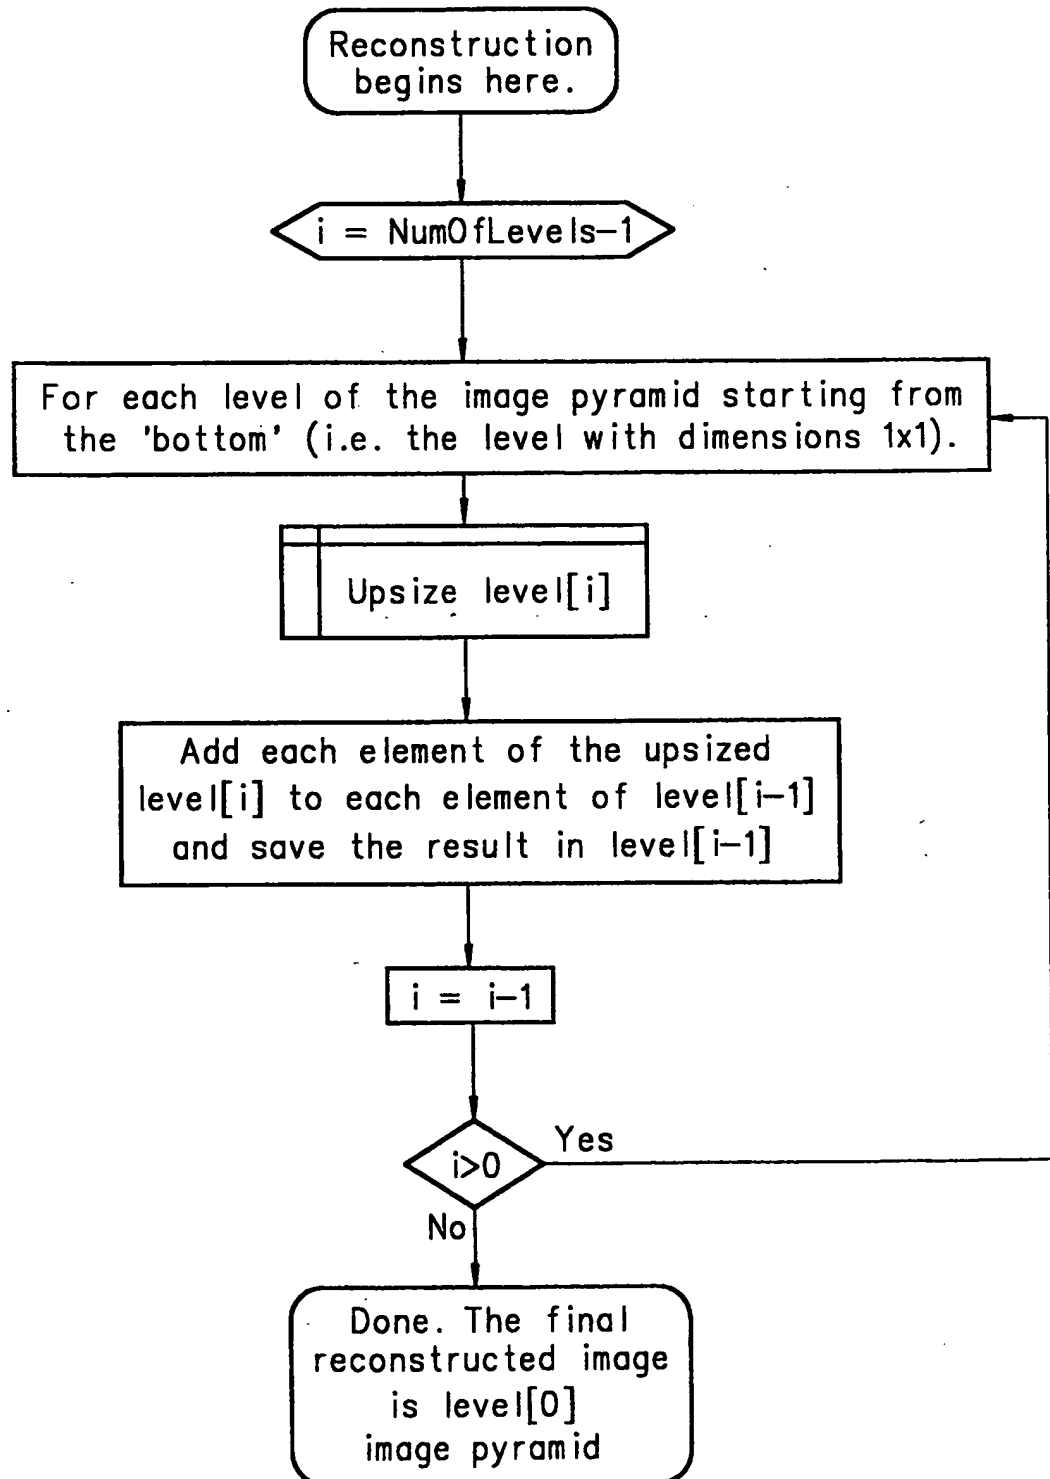 Reconstruction
begins here.
i = NumOfLevels-1
For each level of the image pyramid starting from
the 'bottom' (i.e. the level with dimensions 1x1).
Upsize level[i]
Add each element of the upsized
level[i] to each element of level[i-1]
and save the result in level[i-1]
i = i-1
i>0
Yes
No
Done. The final
reconstructed image
is level[0]
image pyramid